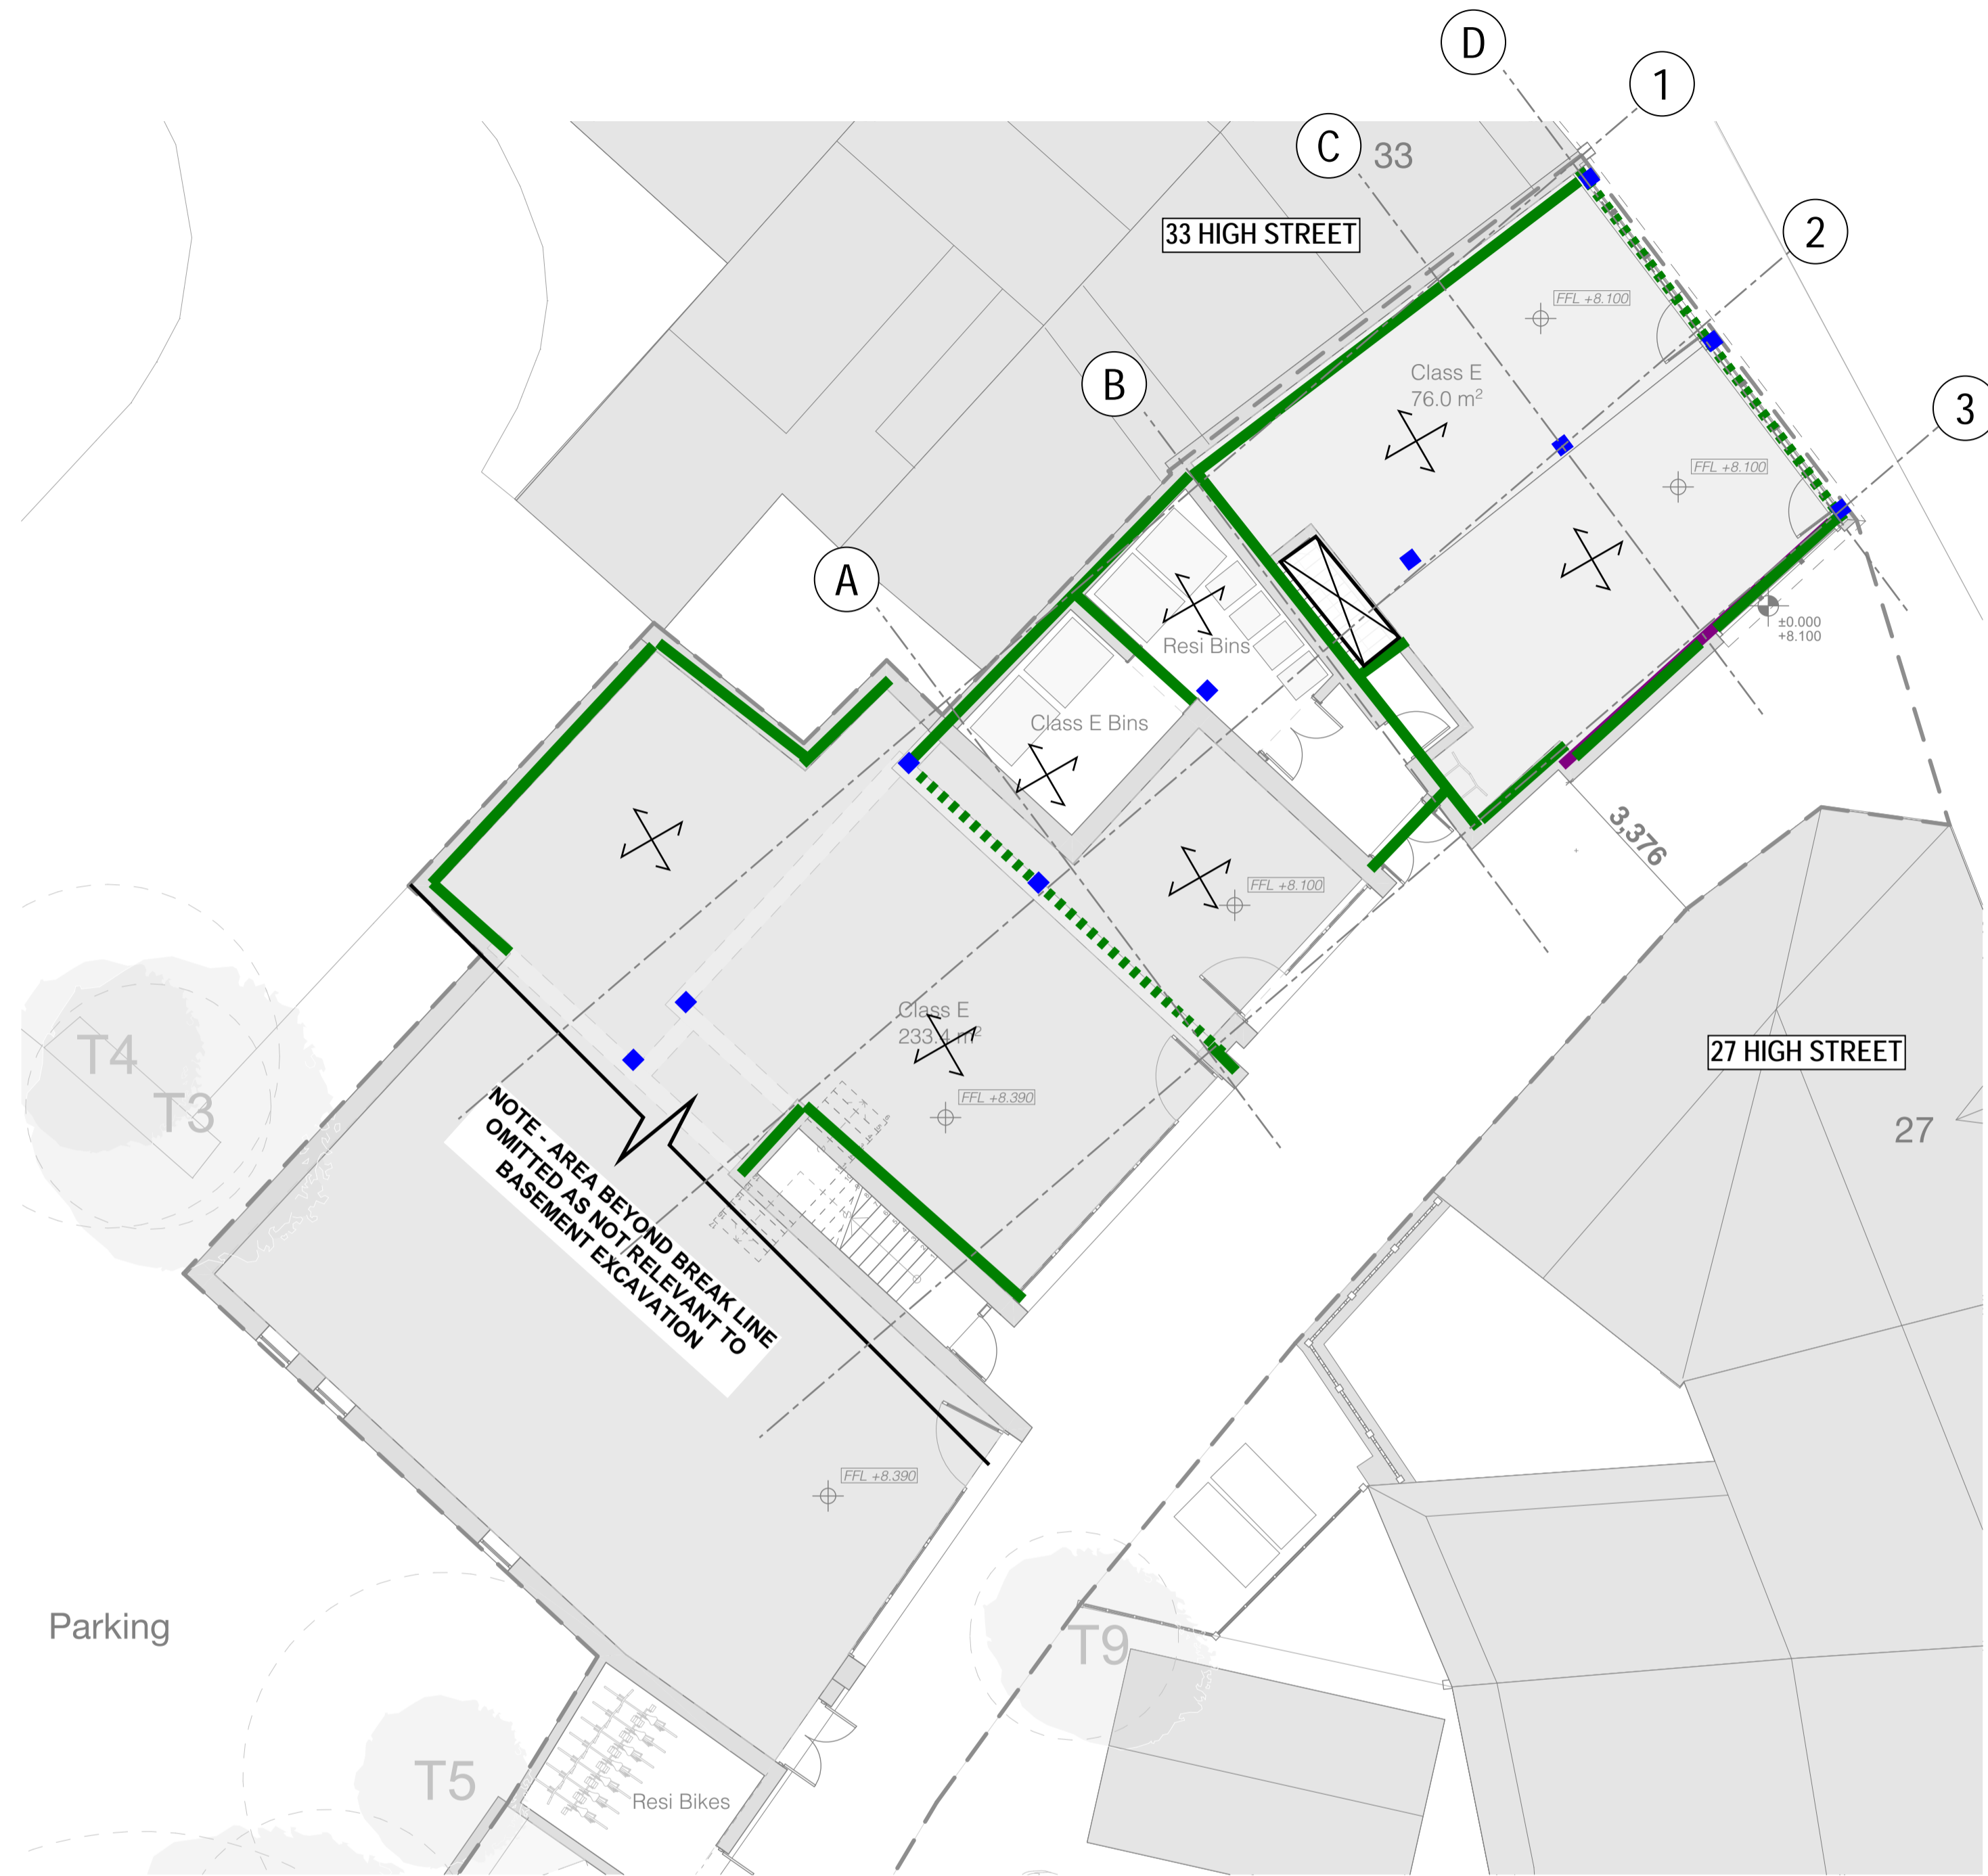 D
1
C
33
33 HIGH STREET
2
FFL +8.100
B
Class E
76.0 m²
3
FFL +8.100
A
±0.000
+8.100
Resi Bins
Class E Bins
3,376
FFL +8.100
Class E
233.4 m²
27 HIGH STREET
T4
T3
FFL +8.390
27
NOTE - AREA BEYOND BREAK LINE
OMITTED AS NOT RELEVANT TO
BASEMENT EXCAVATION
FFL +8.390
Parking
T9
T5
Resi Bikes